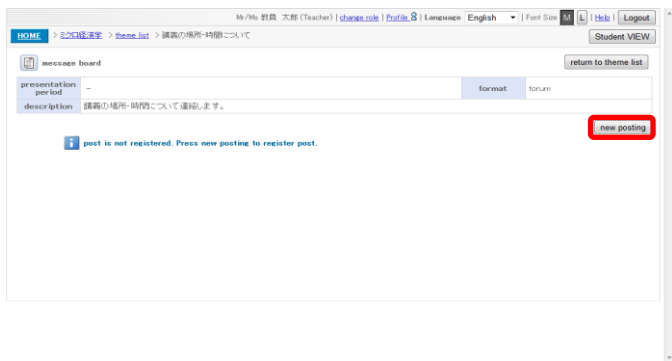 Mr/Ms 教員 太郎 (Teacher) | change role | Profile | Language English | Font Size M L | Help | Logout
HOME > ミクロ経済学 > theme list > 講義の場所・時間について Student VIEW
message board return to theme list
presentation period - format forum
description 講義の場所・時間について連絡します。
new posting
post is not registered. Press new posting to register post.